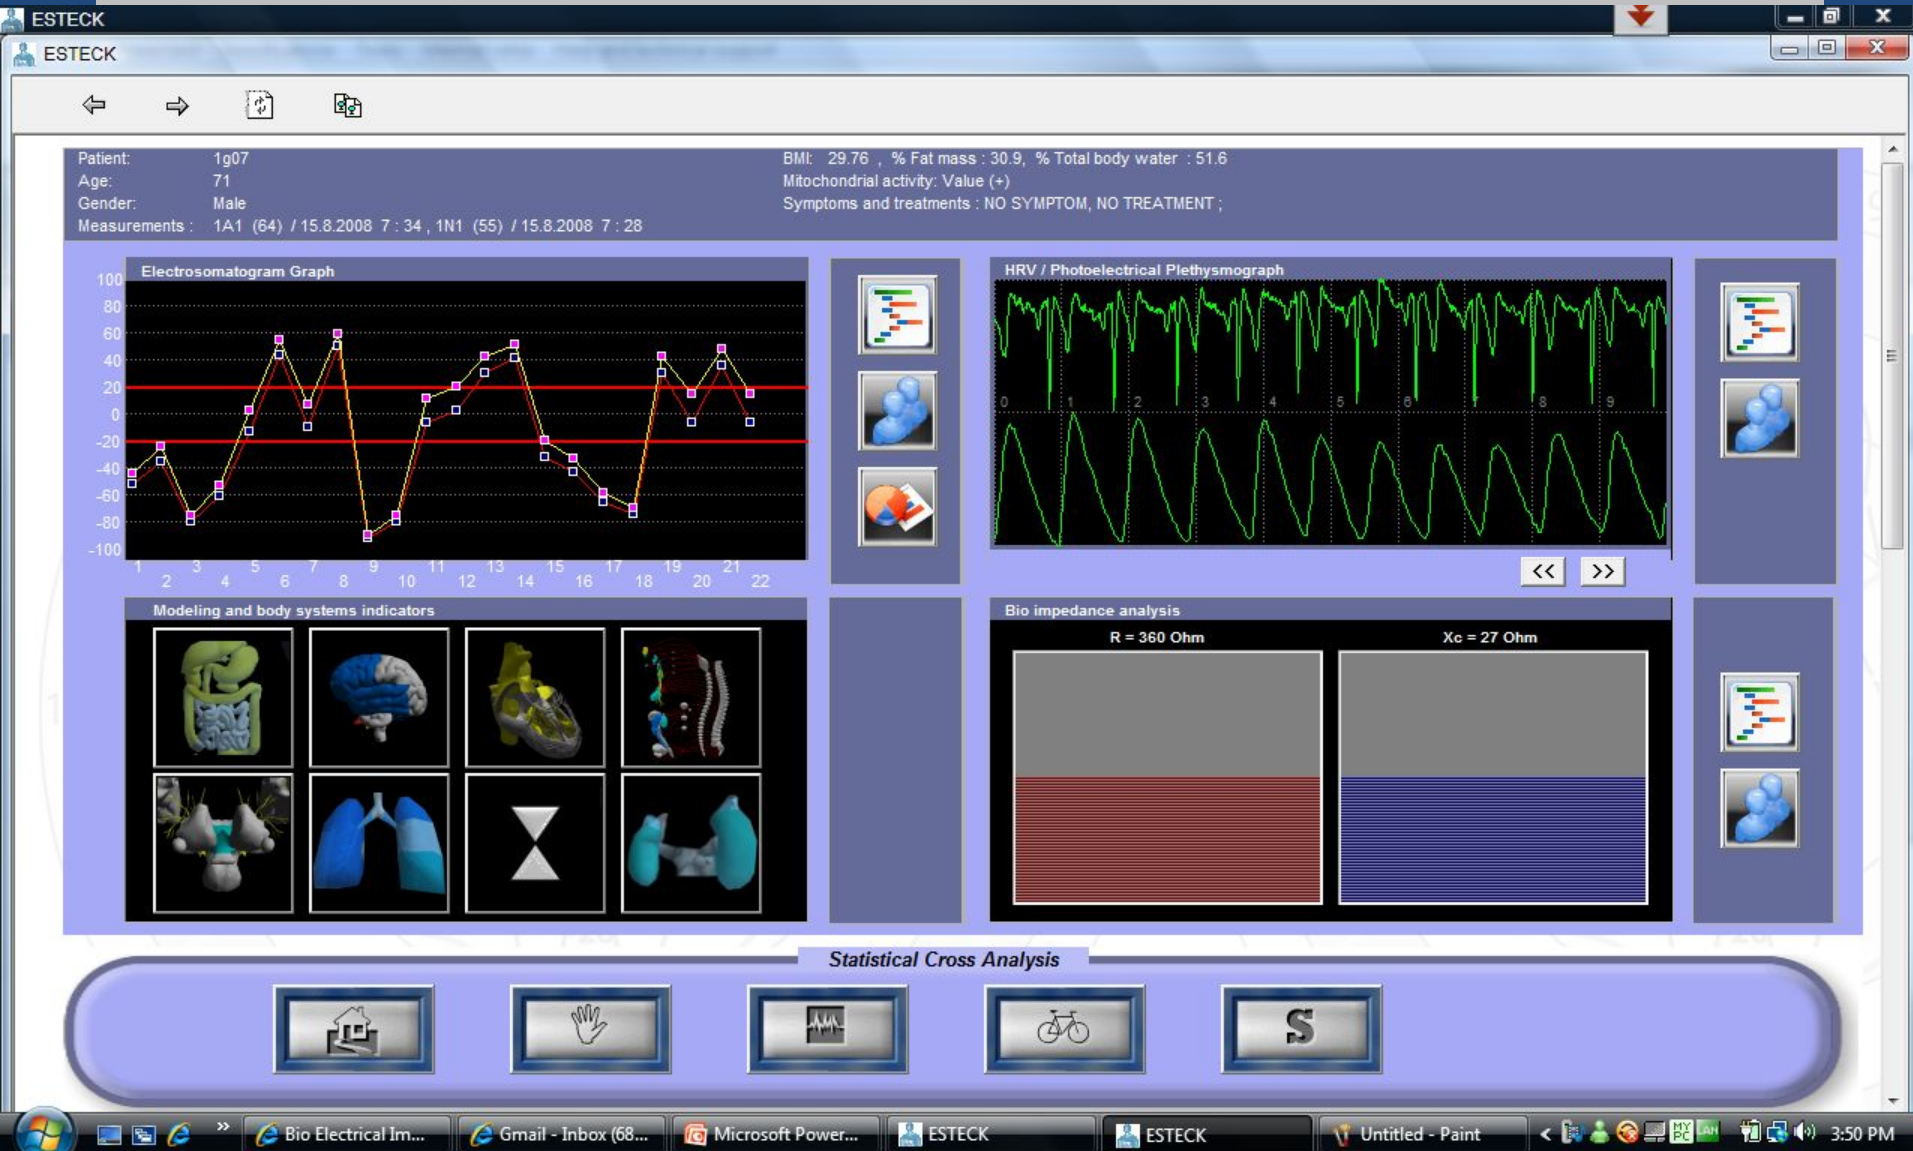 ESTECK
ESTECK
Patient: 1g07
Age: 71
Gender: Male
Measurements : 1A1 (64) / 15.8.2008 7 : 34 , 1N1 (55) / 15.8.2008 7 : 28
BMI: 29.76 , % Fat mass : 30.9, % Total body water : 51.6
Mitochondrial activity: Value (+)
Symptoms and treatments : NO SYMPTOM, NO TREATMENT ;
Electrosomatogram Graph
100
80
60
40
20
0
-20
-40
-60
-80
-100
1 3 5 7 9 11 13 15 17 19 21
2 4 6 8 10 12 14 16 18 20 22
HRV / Photoelectrical Plethysmograph
0 1 2 3 4 5 6 7 8 9
<< >>
Modeling and body systems indicators
Bio impedance analysis
R = 360 Ohm
Xc = 27 Ohm
Statistical Cross Analysis
S
» Bio Electrical Im... Gmail - Inbox (68... Microsoft Power... ESTECK ESTECK Untitled - Paint < MY PC LAN 3:50 PM